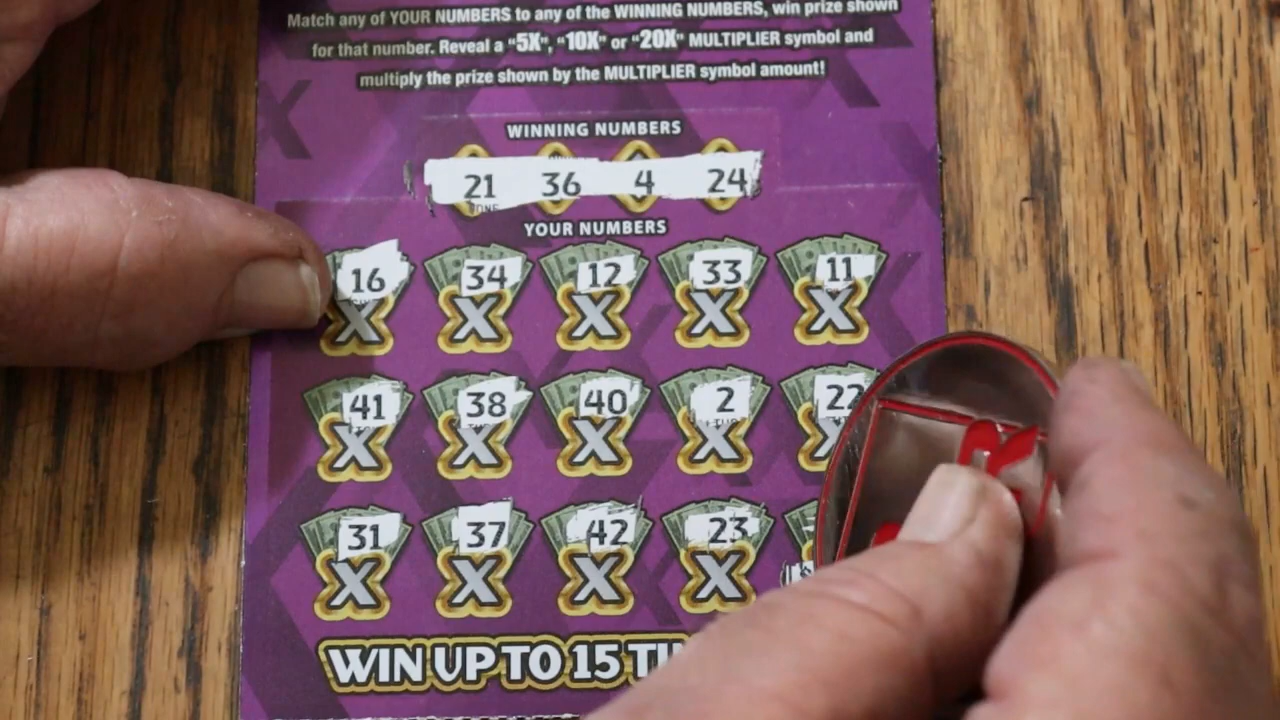 Match any of YOUR NUMBERS to any of the WINNING NUMBERS, win prize shown
for that number. Reveal a "5X", "10X" or "20X" MULTIPLIER symbol and
multiply the prize shown by the MULTIPLIER symbol amount!
WINNING NUMBERS
21 36 4 24
YOUR NUMBERS
16 34 12 33 11
X X X X X
41 38 40 2 22
X X X X X
31 37 42 23
X X X X
WIN UP TO 15